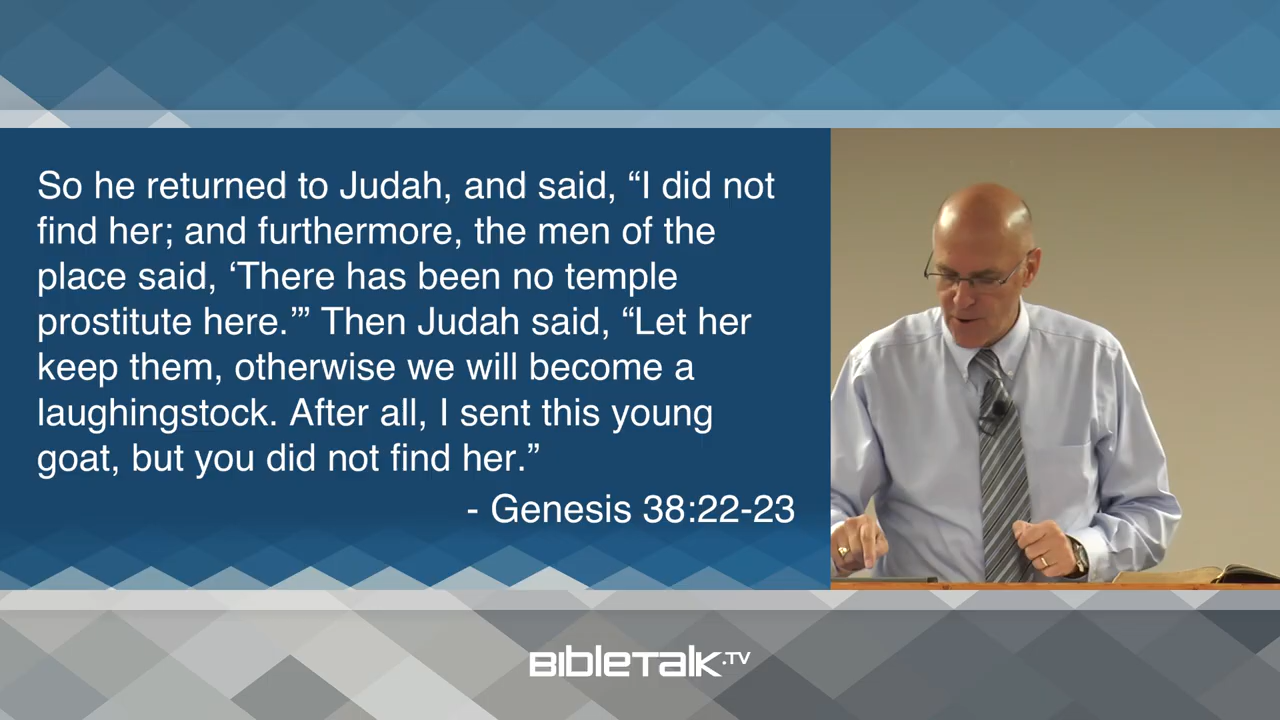 So he returned to Judah, and said, “I did not
find her; and furthermore, the men of the
place said, ‘There has been no temple
prostitute here.’” Then Judah said, “Let her
keep them, otherwise we will become a
laughingstock. After all, I sent this young
goat, but you did not find her.”
- Genesis 38:22-23
BIBLETALK.TV